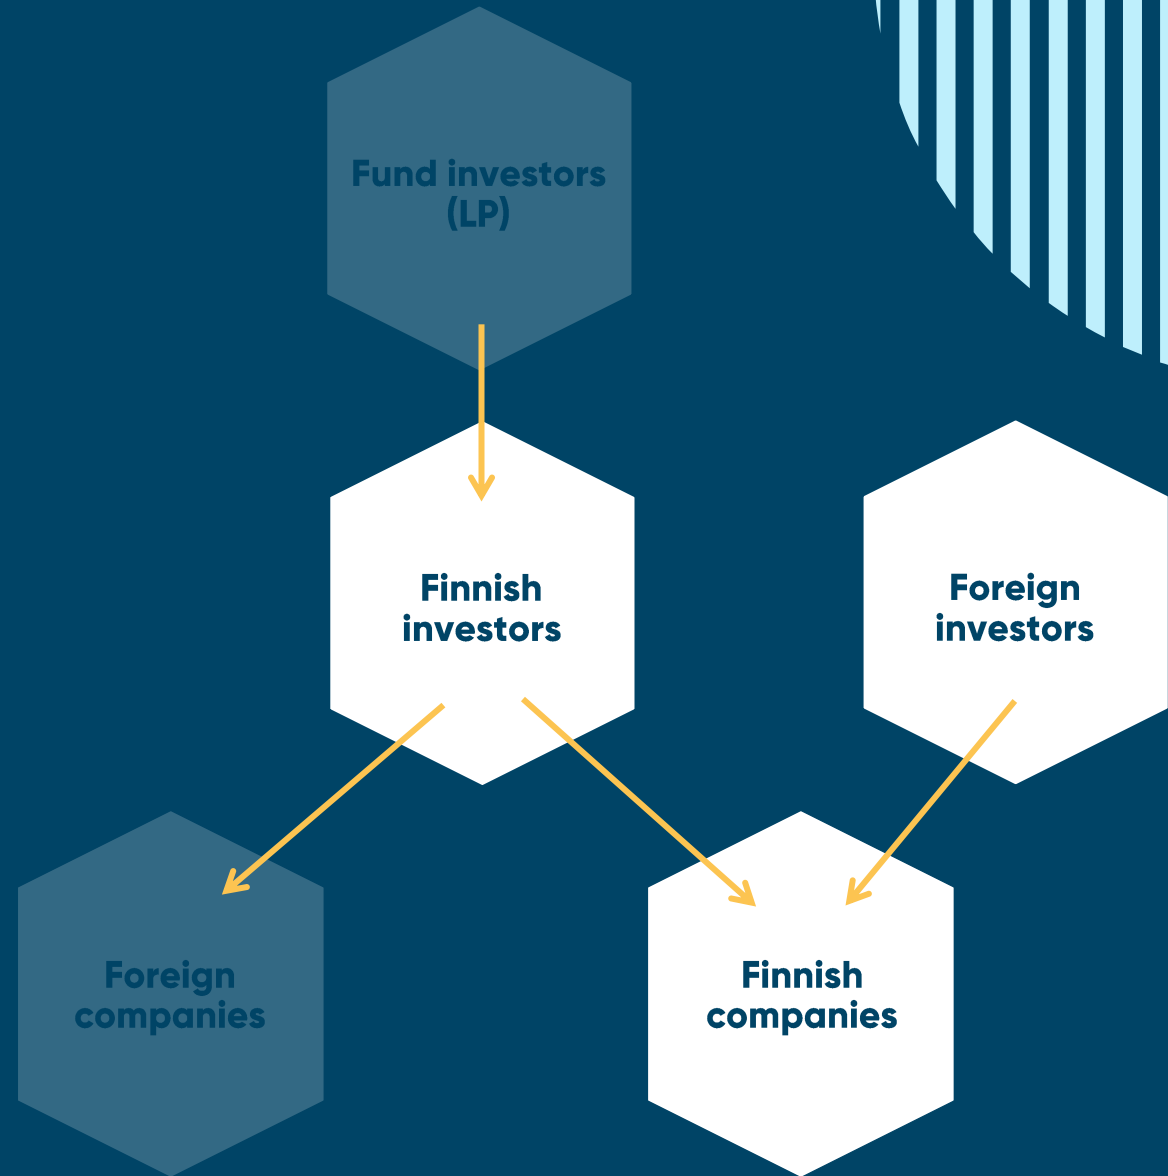 Fund investors
(LP)
Finnish
investors
Foreign
investors
Foreign
companies
Finnish
companies